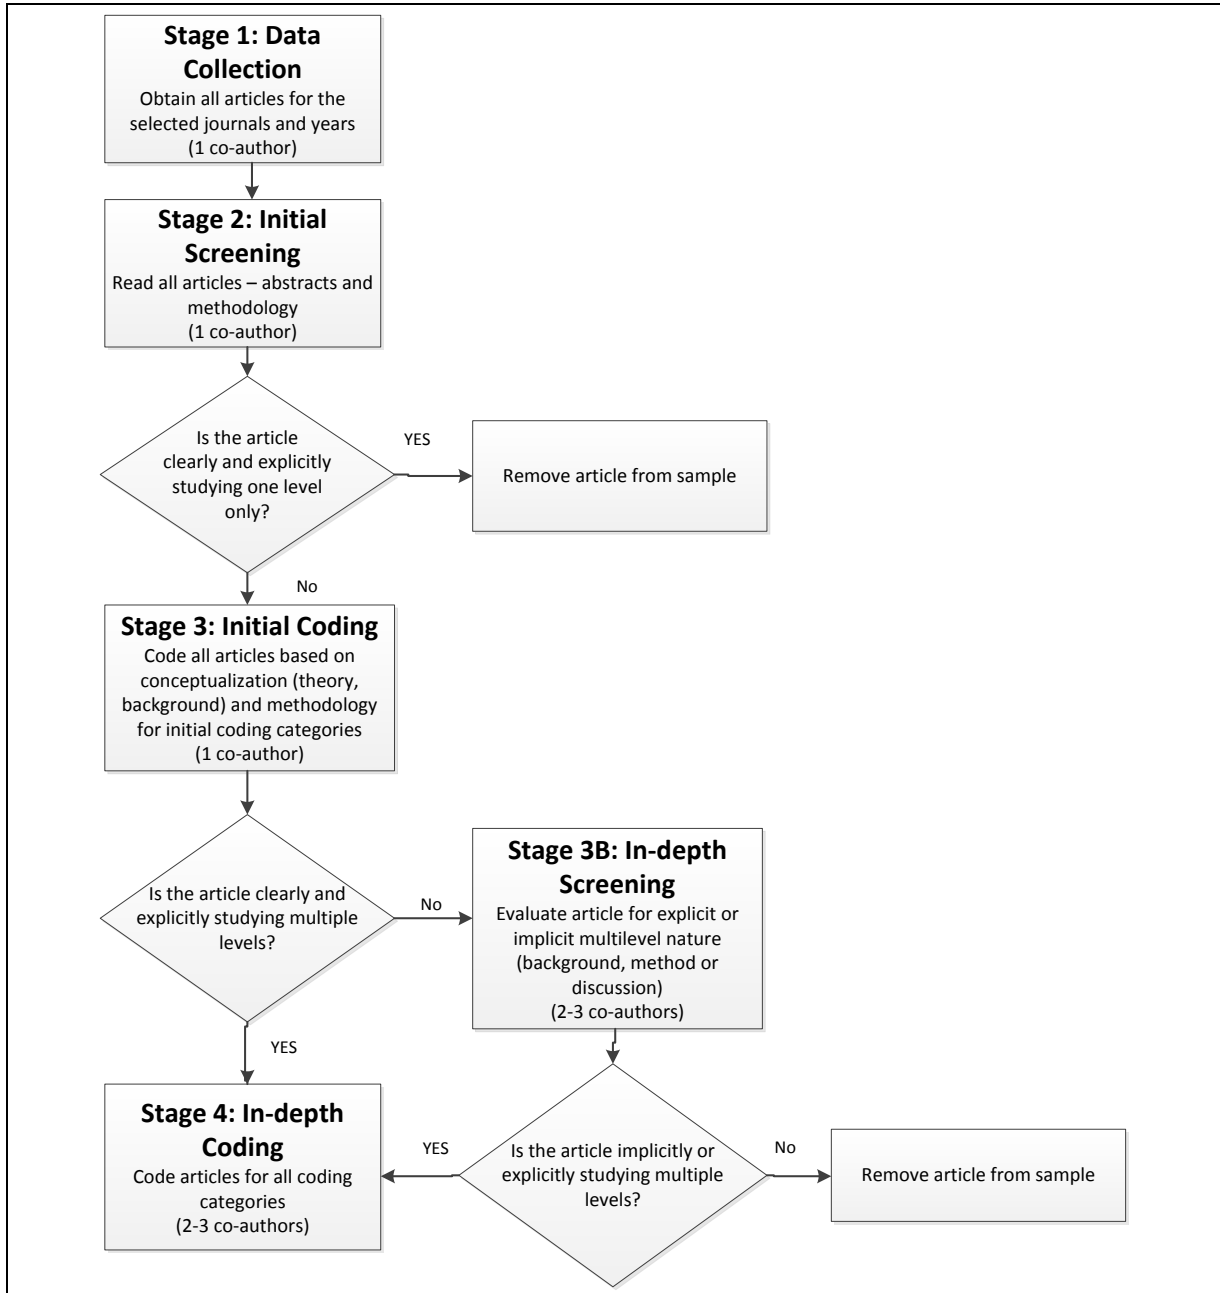 Stage 1: Data
Collection
Obtain all articles for the
selected journals and years
(1 co-author)
Stage 2: Initial
Screening
Read all articles – abstracts and
methodology
(1 co-author)
Is the article
clearly and explicitly
studying one level
only?
YES
Remove article from sample
No
Stage 3: Initial Coding
Code all articles based on
conceptualization (theory,
background) and methodology
for initial coding categories
(1 co-author)
Is the article clearly and
explicitly studying multiple
levels?
No
Stage 3B: In-depth
Screening
Evaluate article for explicit or
implicit multilevel nature
(background, method or
discussion)
(2-3 co-authors)
YES
Stage 4: In-depth
Coding
Code articles for all coding
categories
(2-3 co-authors)
YES
Is the article implicitly or
explicitly studying multiple
levels?
No
Remove article from sample